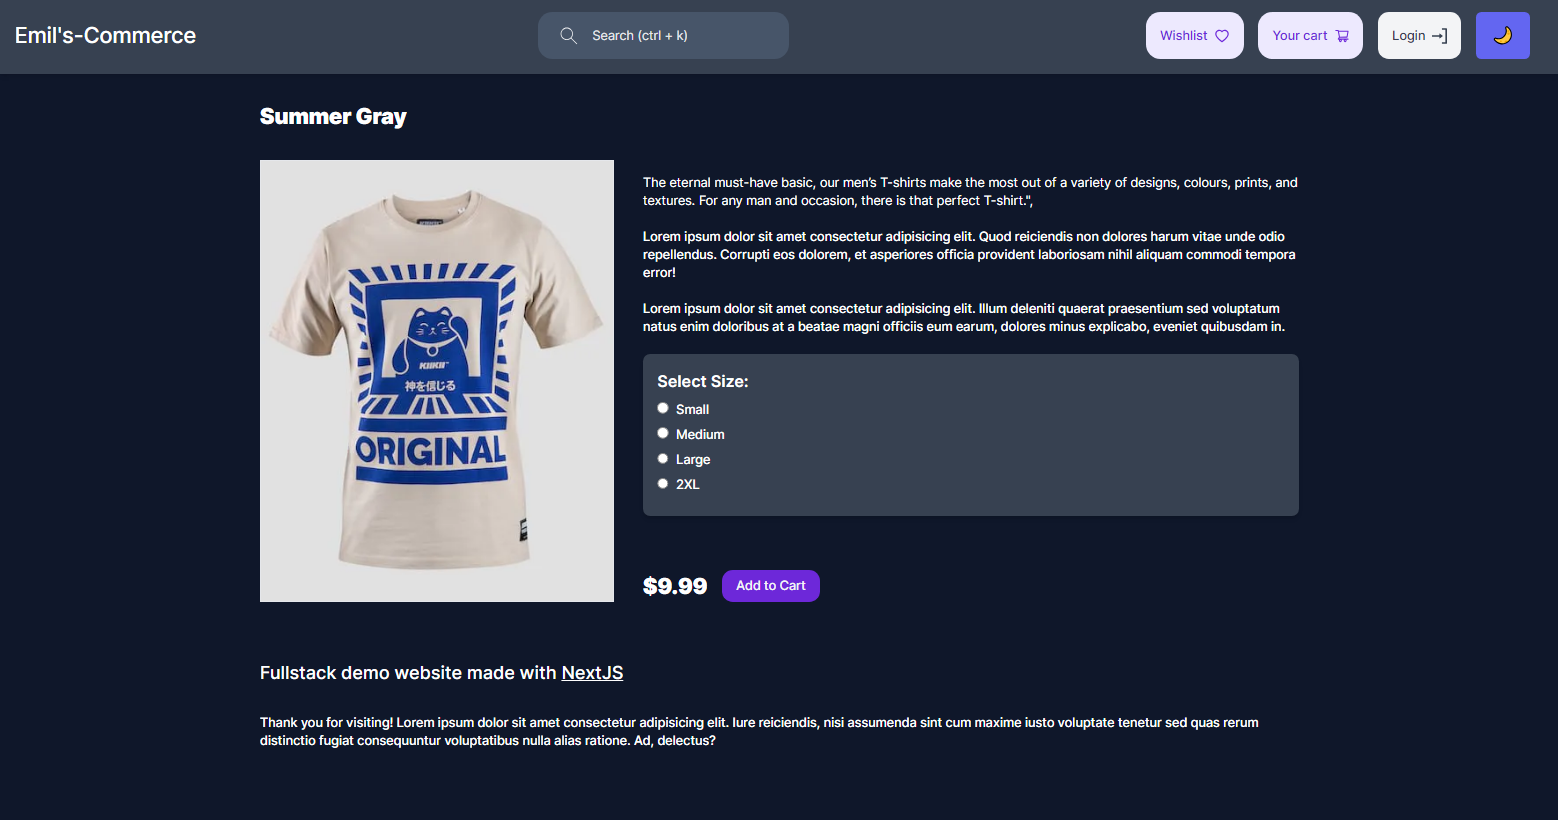 Emil's-Commerce
Search (ctrl + k)
Wishlist
Your cart
Login
Summer Gray
KIIKII™
神を信じる
ORIGINAL
The eternal must-have basic, our men’s T-shirts make the most out of a variety of designs, colours, prints, and
textures. For any man and occasion, there is that perfect T-shirt.",
Lorem ipsum dolor sit amet consectetur adipisicing elit. Quod reiciendis non dolores harum vitae unde odio
repellendus. Corrupti eos dolorem, et asperiores officia provident laboriosam nihil aliquam commodi tempora
error!
Lorem ipsum dolor sit amet consectetur adipisicing elit. Illum deleniti quaerat praesentium sed voluptatum
natus enim doloribus at a beatae magni officiis eum earum, dolores minus explicabo, eveniet quibusdam in.
Select Size:
Small
Medium
Large
2XL
$9.99
Add to Cart
Fullstack demo website made with NextJS
Thank you for visiting! Lorem ipsum dolor sit amet consectetur adipisicing elit. Iure reiciendis, nisi assumenda sint cum maxime iusto voluptate tenetur sed quas rerum
distinctio fugiat consequuntur voluptatibus nulla alias ratione. Ad, delectus?